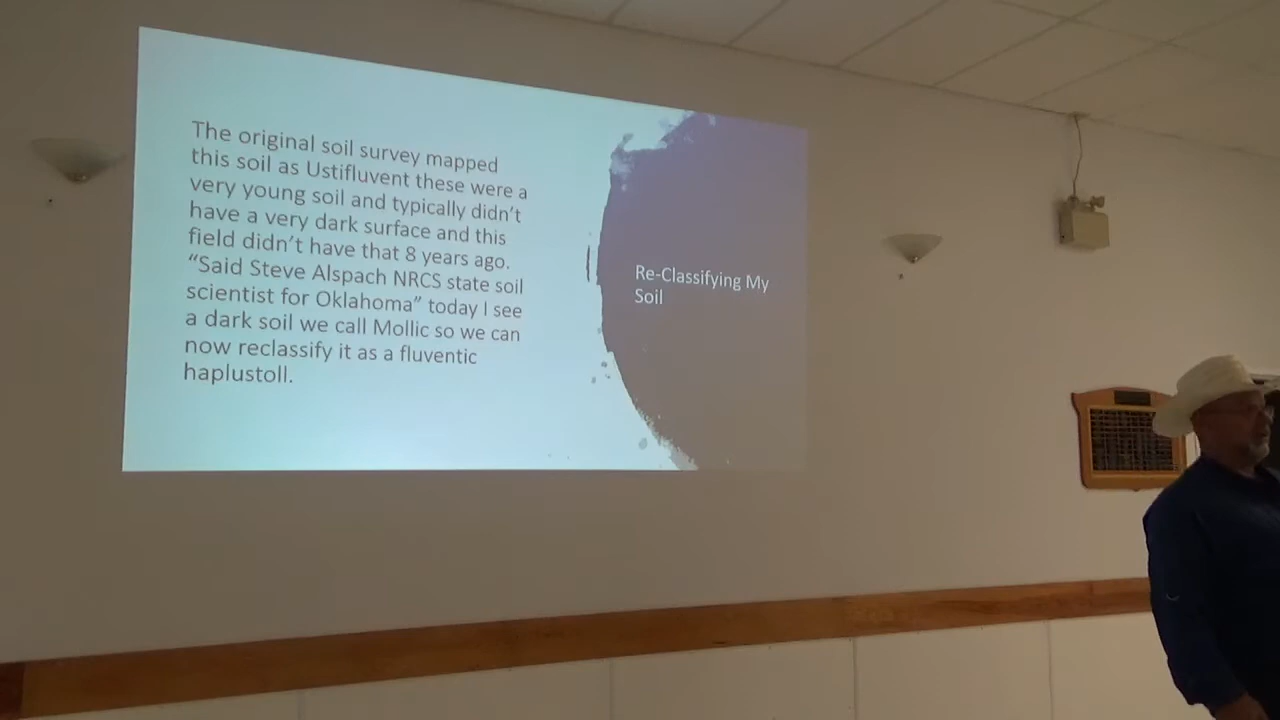 The original soil survey mapped
this soil as Ustifluvent these were a
very young soil and typically didn't
have a very dark surface and this
field didn't have that 8 years ago.
“Said Steve Alspach NRCS state soil
scientist for Oklahoma” today I see
a dark soil we call Mollic so we can
now reclassify it as a fluventic
haplustoll.
Re-Classifying My
Soil